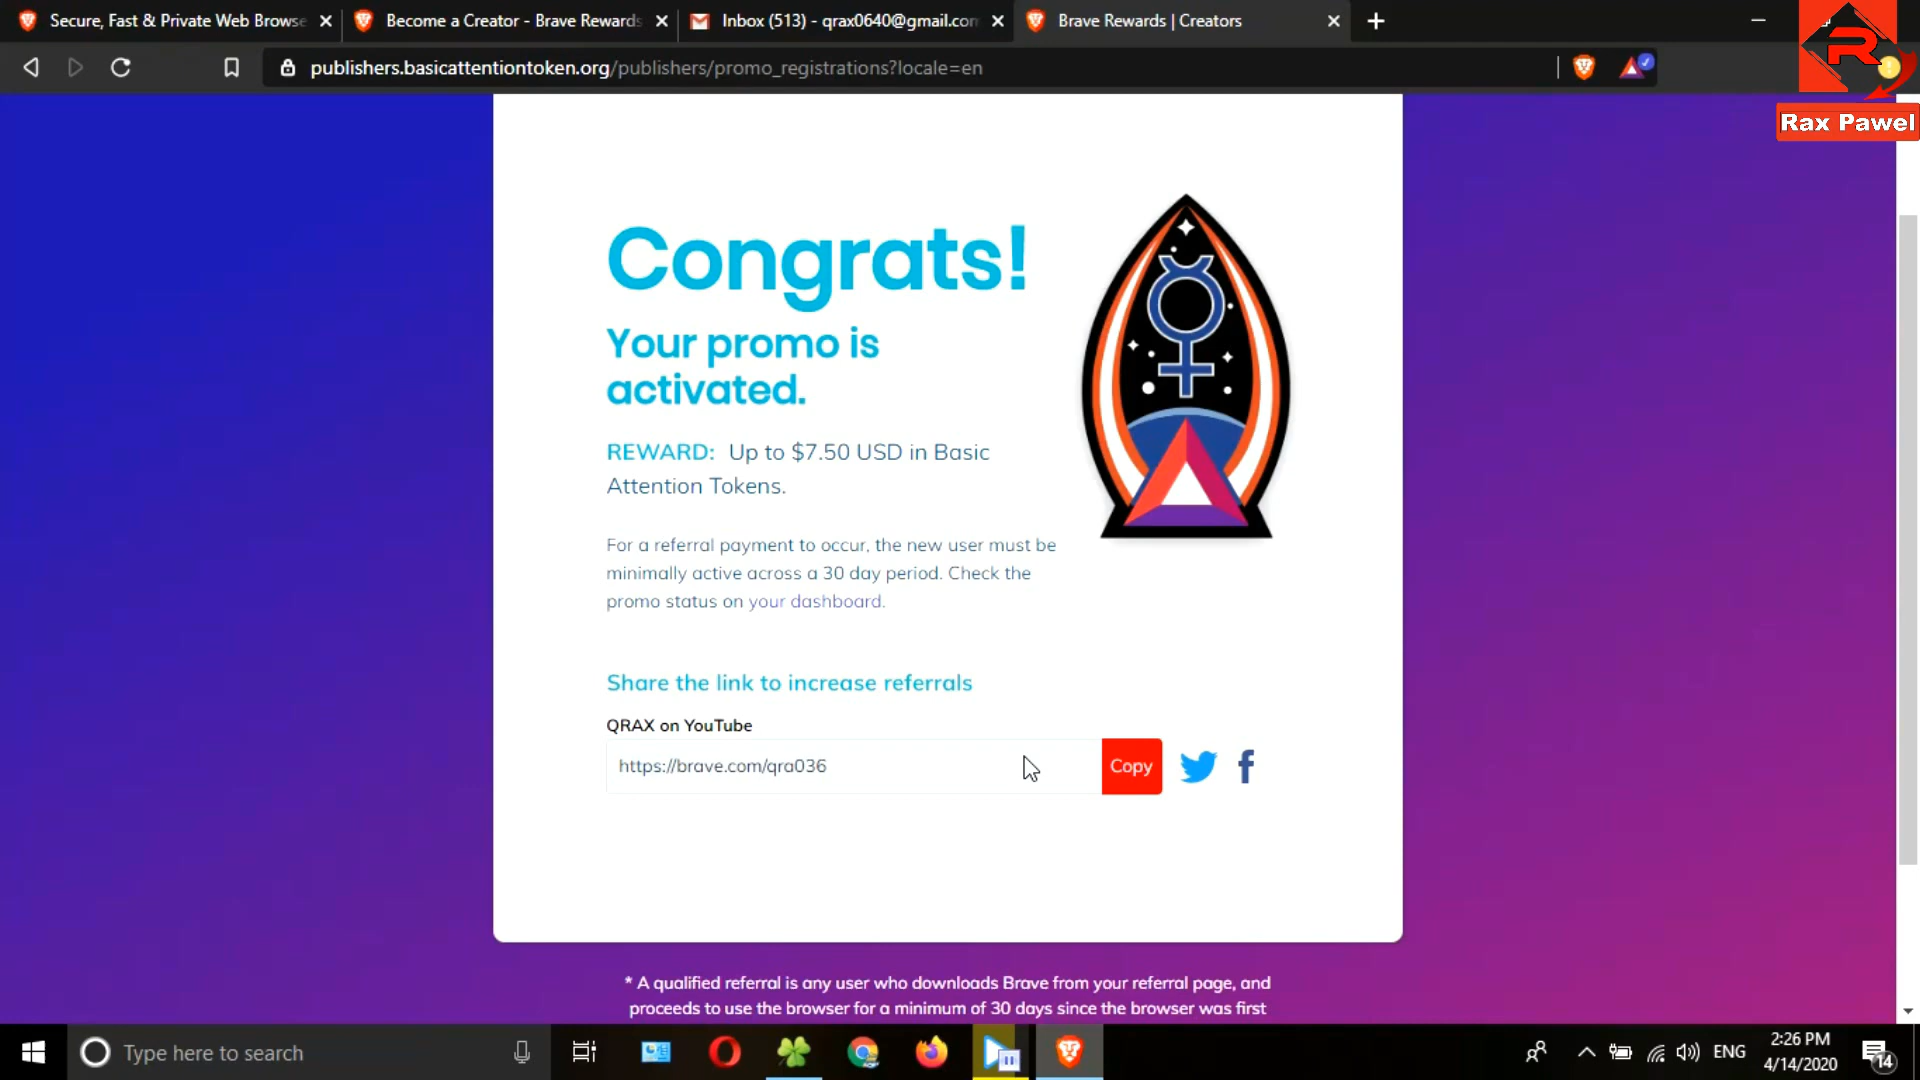 Secure, Fast & Private Web Browse
Become a Creator - Brave Rewards
Inbox (513) - qrax0640@gmail.com
Brave Rewards | Creators
publishers.basicattentiontoken.org/publishers/promo_registrations?locale=en
R
Rax Pawel
Congrats!
Your promo is
activated.
REWARD: Up to $7.50 USD in Basic
Attention Tokens.
For a referral payment to occur, the new user must be
minimally active across a 30 day period. Check the
promo status on your dashboard.
Share the link to increase referrals
QRAX on YouTube
https://brave.com/qra036
Copy
* A qualified referral is any user who downloads Brave from your referral page, and
proceeds to use the browser for a minimum of 30 days since the browser was first
Type here to search
ENG
2:26 PM
4/14/2020
14